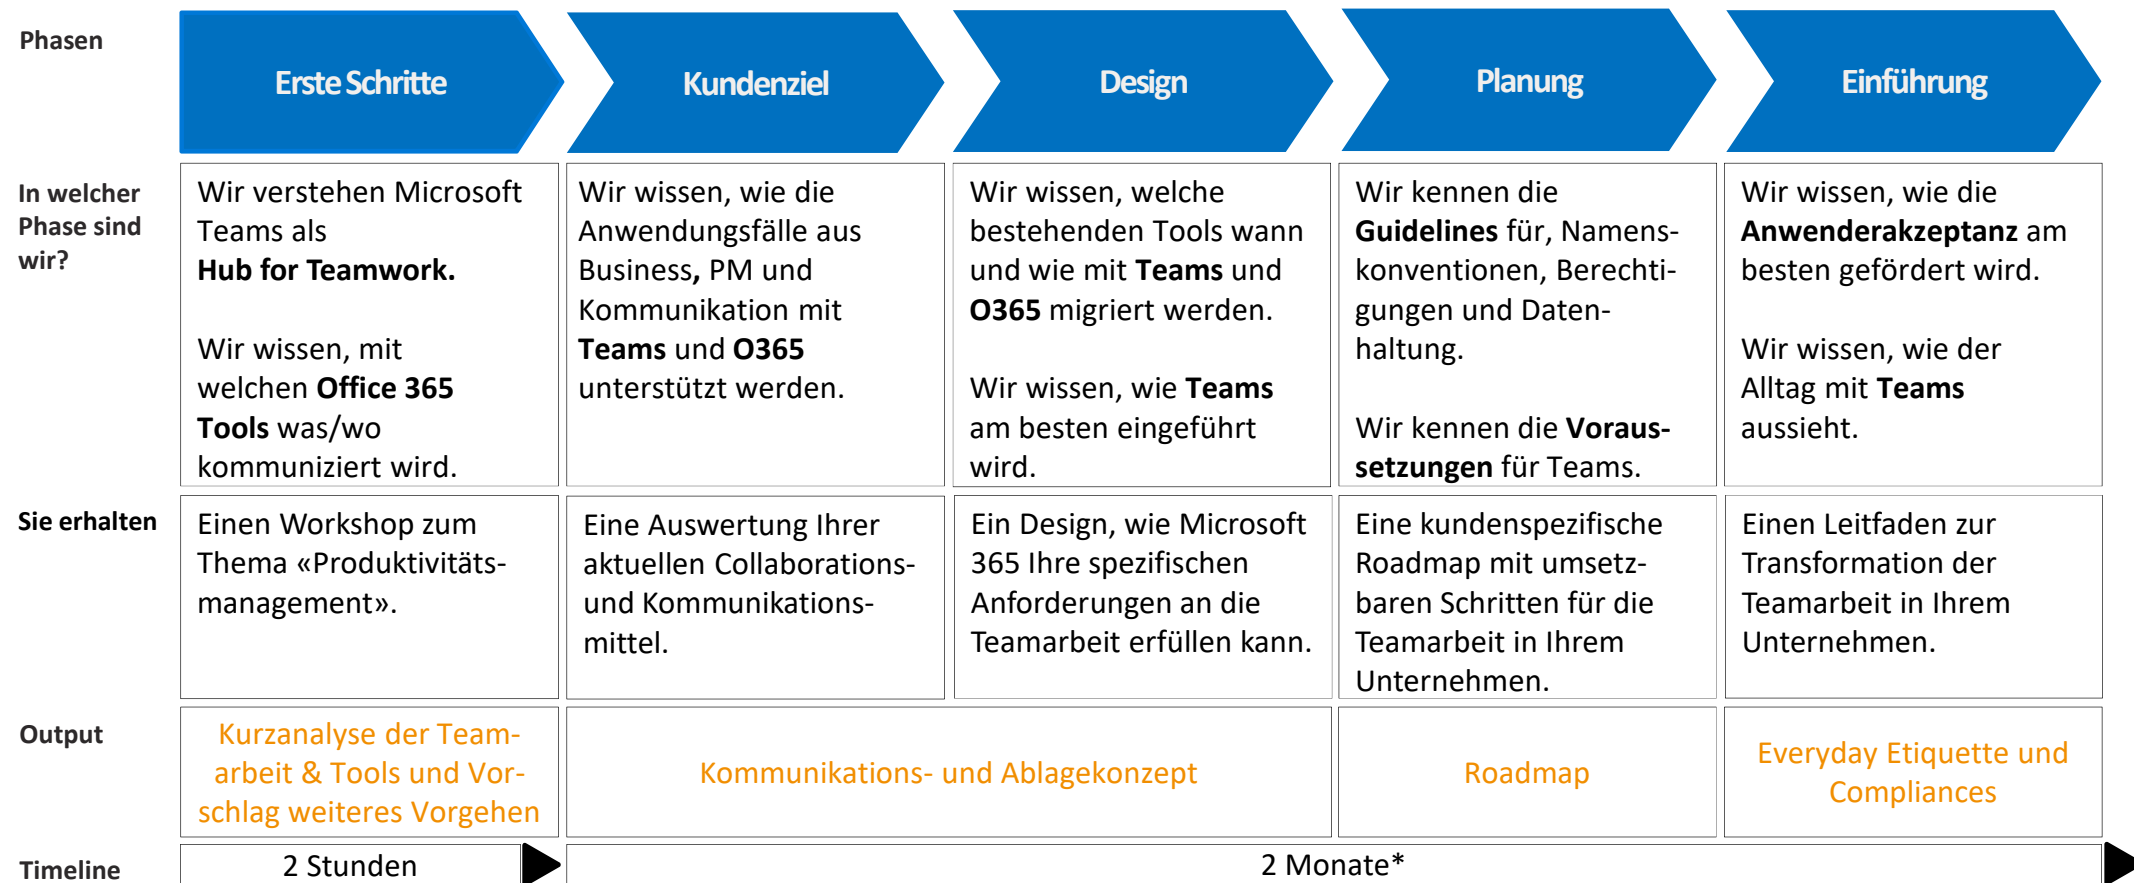 Phasen
Erste Schritte
Kundenziel
Design
Planung
Einführung
In welcher
Phase sind
wir?
Wir verstehen Microsoft
Teams als
Hub for Teamwork.
Wir wissen, mit
welchen Office 365
Tools was/wo
kommuniziert wird.
Wir wissen, wie die
Anwendungsfälle aus
Business, PM und
Kommunikation mit
Teams und O365
unterstützt werden.
Wir wissen, welche
bestehenden Tools wann
und wie mit Teams und
O365 migriert werden.
Wir wissen, wie Teams
am besten eingeführt
wird.
Wir kennen die
Guidelines für, Namens-
konventionen, Berechti-
gungen und Daten-
haltung.
Wir kennen die Voraus-
setzungen für Teams.
Wir wissen, wie die
Anwenderakzeptanz am
besten gefördert wird.
Wir wissen, wie der
Alltag mit Teams
aussieht.
Sie erhalten
Einen Workshop zum
Thema «Produktivitäts-
management».
Eine Auswertung Ihrer
aktuellen Collaborations-
und Kommunikations-
mittel.
Ein Design, wie Microsoft
365 Ihre spezifischen
Anforderungen an die
Teamarbeit erfüllen kann.
Eine kundenspezifische
Roadmap mit umsetz-
baren Schritten für die
Teamarbeit in Ihrem
Unternehmen.
Einen Leitfaden zur
Transformation der
Teamarbeit in Ihrem
Unternehmen.
Output
Kurzanalyse der Team-
arbeit & Tools und Vor-
schlag weiteres Vorgehen
Kommunikations- und Ablagekonzept
Roadmap
Everyday Etiquette und
Compliances
Timeline
2 Stunden
2 Monate*